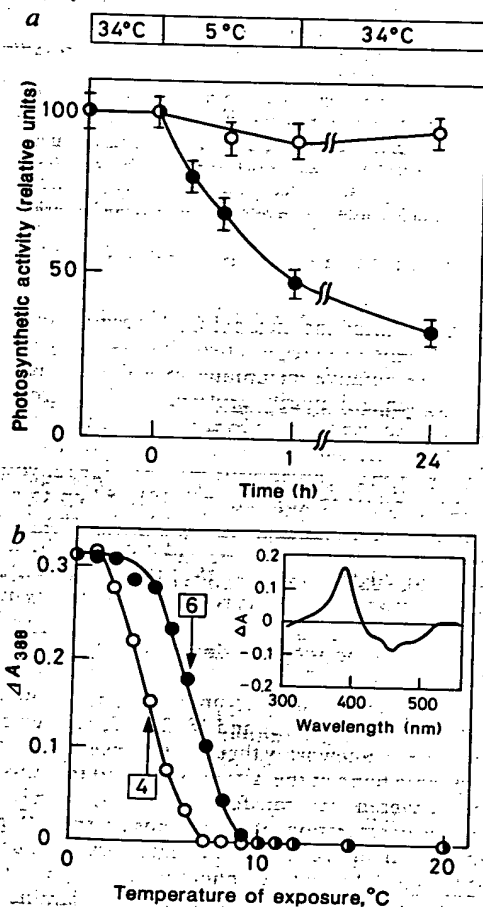 a
34°C 5°C 34°C
Photosynthetic activity (relative units)
100
50
0
0 1 24
Time (h)
b
ΔA388
0.3
0.2
0.1
0
6
4
0 10 20
Temperature of exposure, °C
ΔA
0.2
0.1
0
-0.1
-0.2
300 400 500
Wavelength (nm)